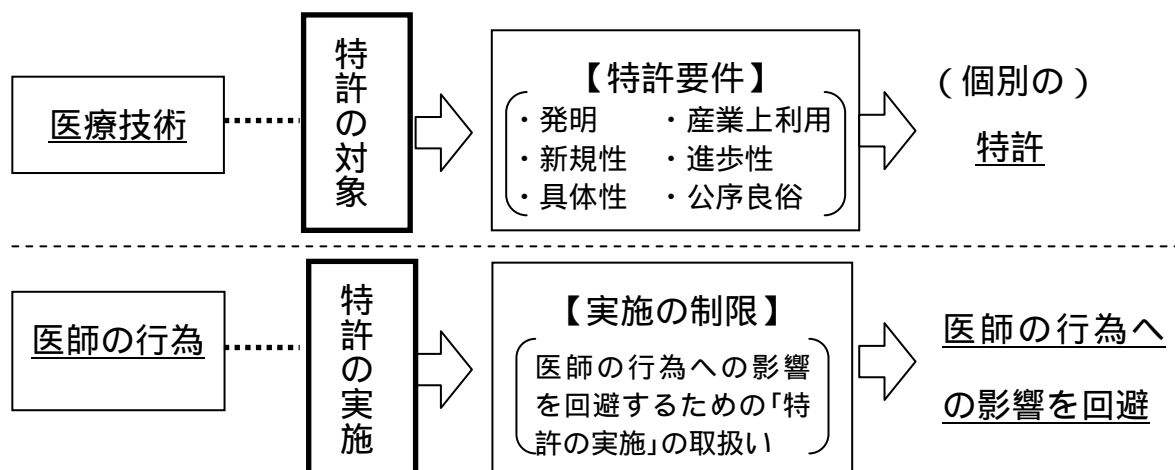 医療技術
特許の対象
【特許要件】
・発明 ・産業上利用
・新規性 ・進歩性
・具体性 ・公序良俗
(個別の)
特許
医師の行為
特許の実施
【実施の制限】
医師の行為への影響
を回避するための「特
許の実施」の取扱い
医師の行為へ
の影響を回避